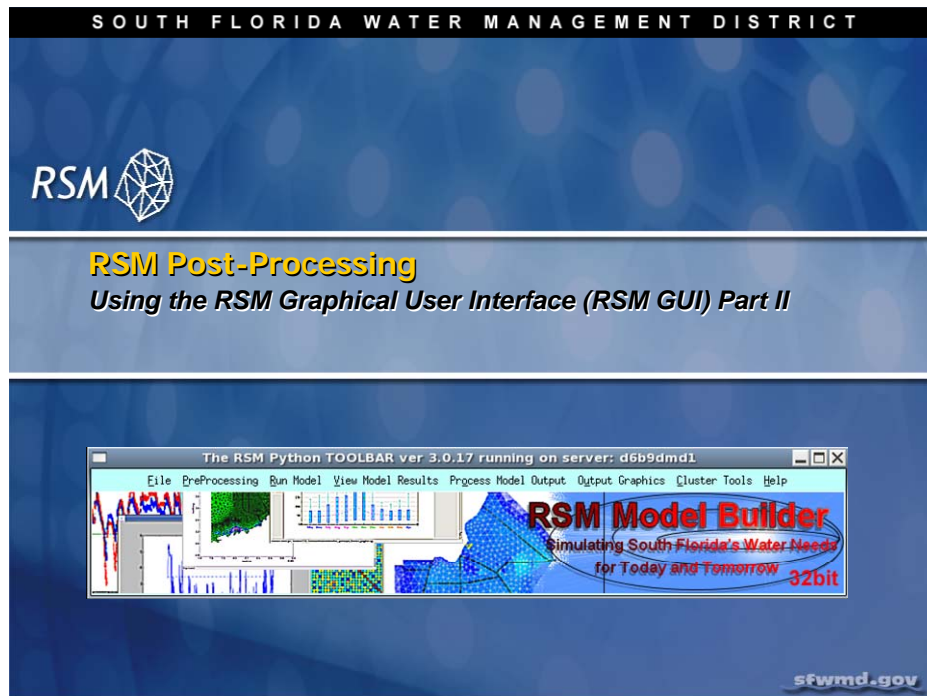 SOUTH FLORIDA WATER MANAGEMENT DISTRICT
RSM
RSM Post-Processing
Using the RSM Graphical User Interface (RSM GUI) Part II
The RSM Python TOOLBAR ver 3.0.17 running on server: d6b9dmd1
File PreProcessing Run Model View Model Results Process Model Output Output Graphics Cluster Tools Help
RSM Model Builder
Simulating South Florida's Water Needs
for Today and Tomorrow
32bit
sfwmd.gov